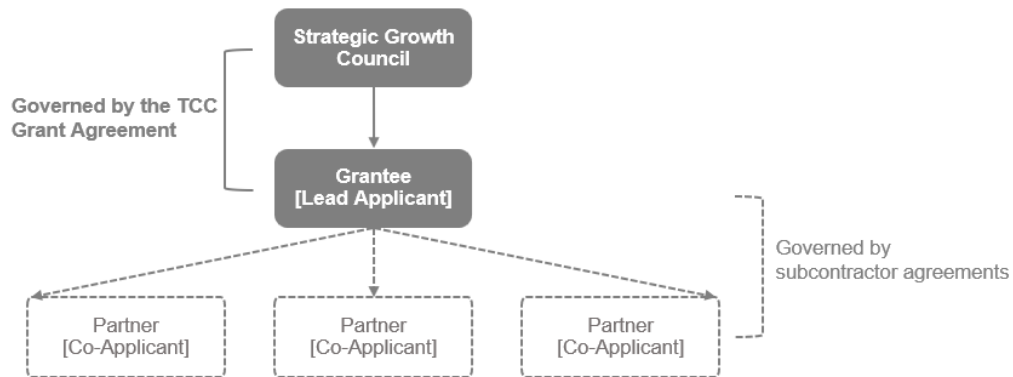 Strategic Growth
Council
Governed by the TCC
Grant Agreement
Grantee
[Lead Applicant]
Governed by
subcontractor agreements
Partner
[Co-Applicant]
Partner
[Co-Applicant]
Partner
[Co-Applicant]